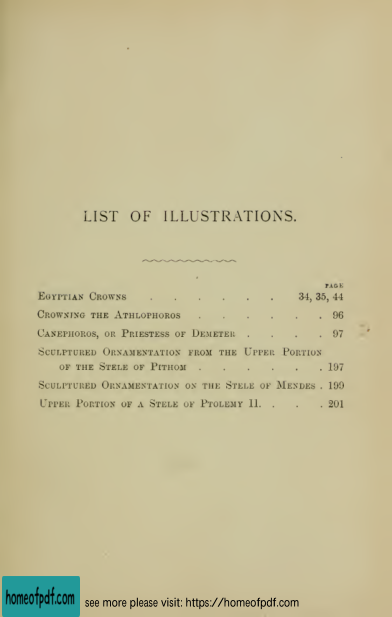 LIST OF ILLUSTRATIONS.
PAGE
Egyptian Crowns . . . . . . 34, 35, 44
Crowning the Athlophoros . . . . . . 96
Canephoros, or Priestess of Demeter . . . . 97
Sculptured Ornamentation from the Upper Portion
of the Stele of Pithom . . . . . . 197
Sculptured Ornamentation on the Stele of Mendes . 199
Upper Portion of a Stele of Ptolemy II. . . . 201
homeofpdf.com
see more please visit: https://homeofpdf.com